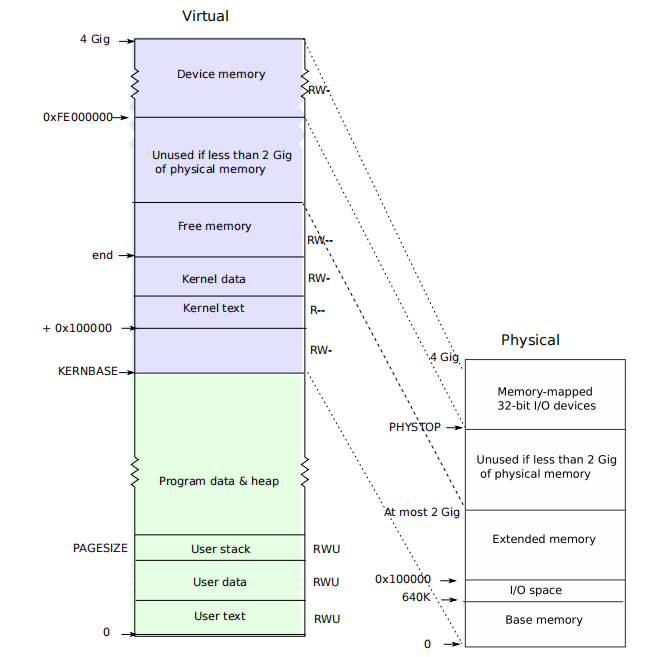 Virtual
4 Gig
Device memory
RW-
0xFE000000
Unused if less than 2 Gig
of physical memory
Free memory
RW--
end
Kernel data
RW-
Kernel text
R--
+ 0x100000
RW-
KERNBASE
Program data & heap
PAGESIZE
User stack
RWU
User data
RWU
User text
RWU
0
Physical
4 Gig
Memory-mapped
32-bit I/O devices
PHYSTOP
Unused if less than 2 Gig
of physical memory
At most 2 Gig
Extended memory
0x100000
I/O space
640K
Base memory
0